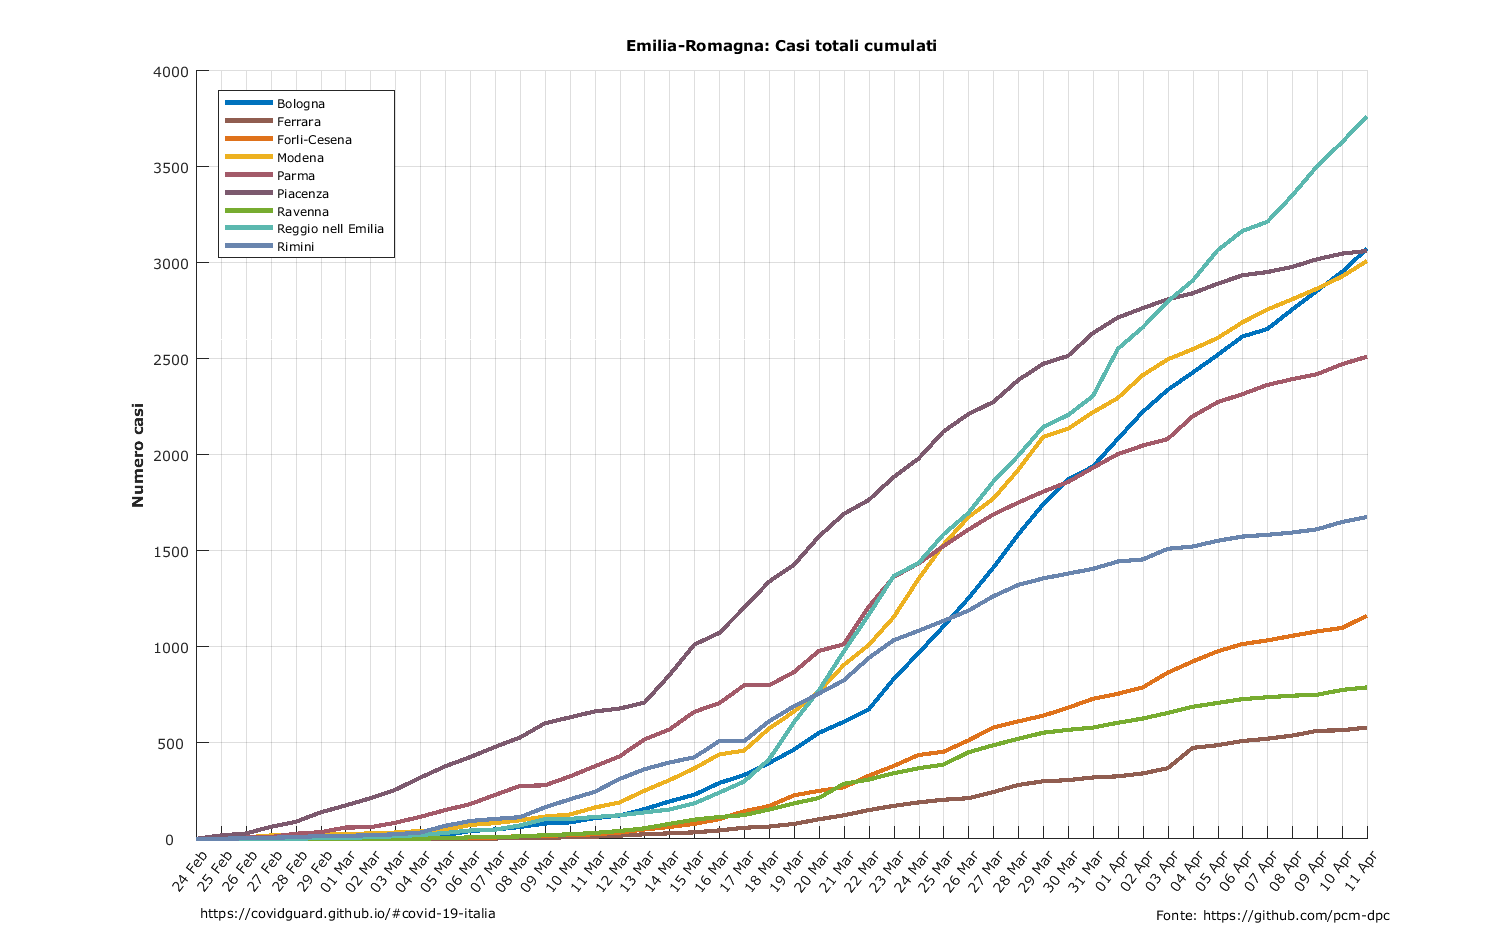 Emilia-Romagna: Casi totali cumulati
4000
3500
3000
2500
2000
1500
1000
500
0
Numero casi
Bologna
Ferrara
Forlì-Cesena
Modena
Parma
Piacenza
Ravenna
Reggio nell Emilia
Rimini
24 Feb
25 Feb
26 Feb
27 Feb
28 Feb
29 Feb
01 Mar
02 Mar
03 Mar
04 Mar
05 Mar
06 Mar
07 Mar
08 Mar
09 Mar
10 Mar
11 Mar
12 Mar
13 Mar
14 Mar
15 Mar
16 Mar
17 Mar
18 Mar
19 Mar
20 Mar
21 Mar
22 Mar
23 Mar
24 Mar
25 Mar
26 Mar
27 Mar
28 Mar
29 Mar
30 Mar
31 Mar
01 Apr
02 Apr
03 Apr
04 Apr
05 Apr
06 Apr
07 Apr
08 Apr
09 Apr
10 Apr
11 Apr
https://covidguard.github.io/#covid-19-italia
Fonte: https://github.com/pcm-dpc